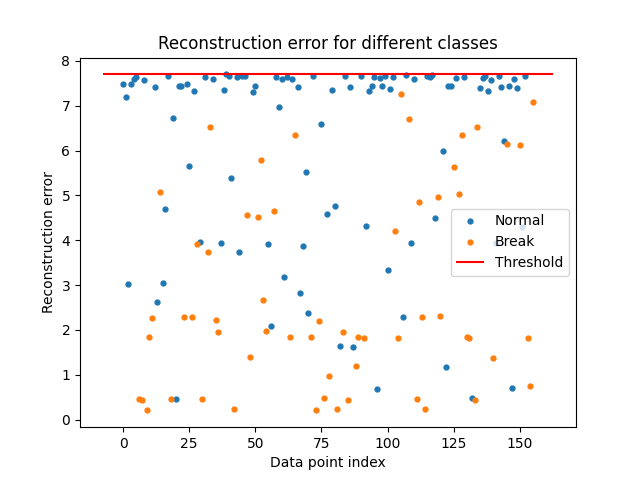 Reconstruction error for different classes
Reconstruction error
8
7
6
5
4
3
2
1
0
Normal
Break
Threshold
0 25 50 75 100 125 150
Data point index